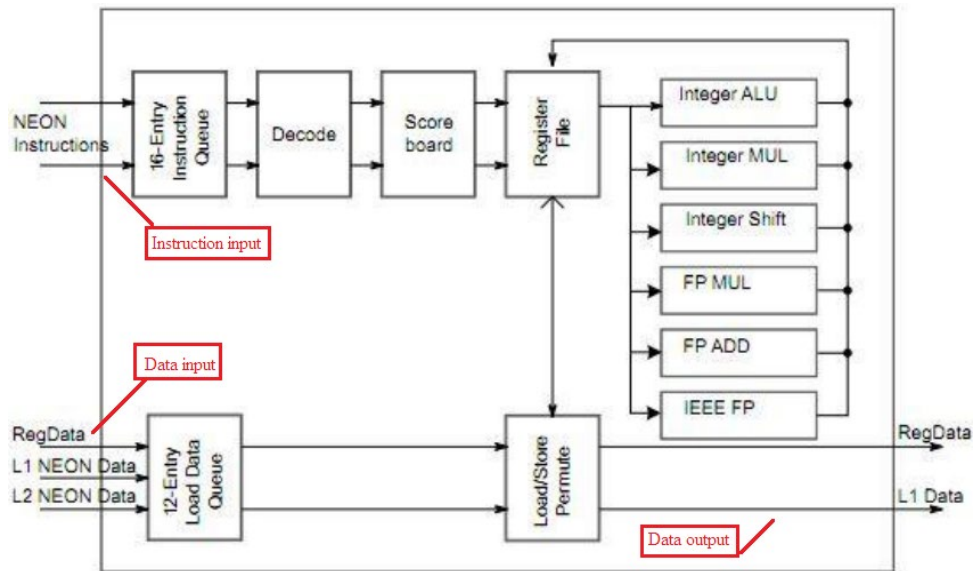 NEON
Instructions
16-Entry
Instruction
Queue
Decode
Score
board
Register
File
Integer ALU
Integer MUL
Integer Shift
FP MUL
FP ADD
IEEE FP
Instruction input
Data input
RegData
L1 NEON Data
L2 NEON Data
12-Entry
Load Data
Queue
Load/Store
Permute
RegData
L1 Data
Data output